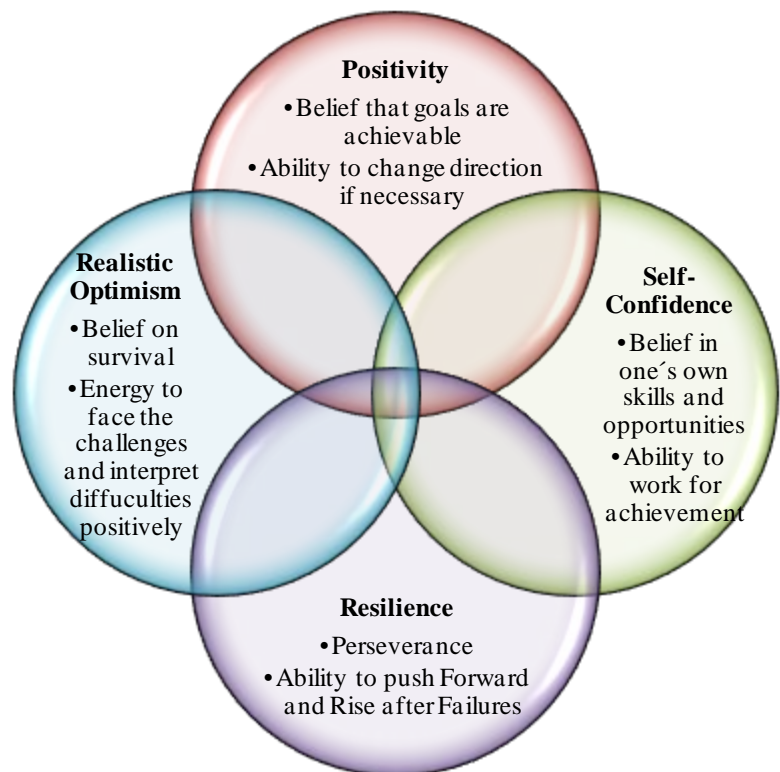 Positivity
•Belief that goals are
achievable
•Ability to change direction
if necessary
Realistic
Optimism
•Belief on
survival
•Energy to
face the
challenges
and interpret
diffuculties
positively
Self-
Confidence
•Belief in
one´s own
skills and
opportunities
•Ability to
work for
achievement
Resilience
•Perseverance
•Ability to push Forward
and Rise after Failures